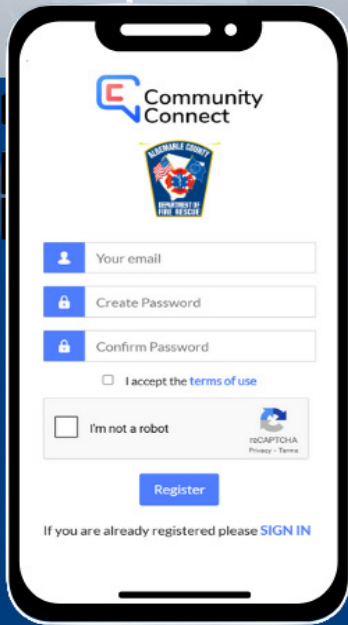 Community
Connect
ALBEMARLE COUNTY
DEPARTMENT OF
FIRE RESCUE
Your email
Create Password
Confirm Password
I accept the terms of use
I'm not a robot
reCAPTCHA
Privacy - Terms
Register
If you are already registered please SIGN IN